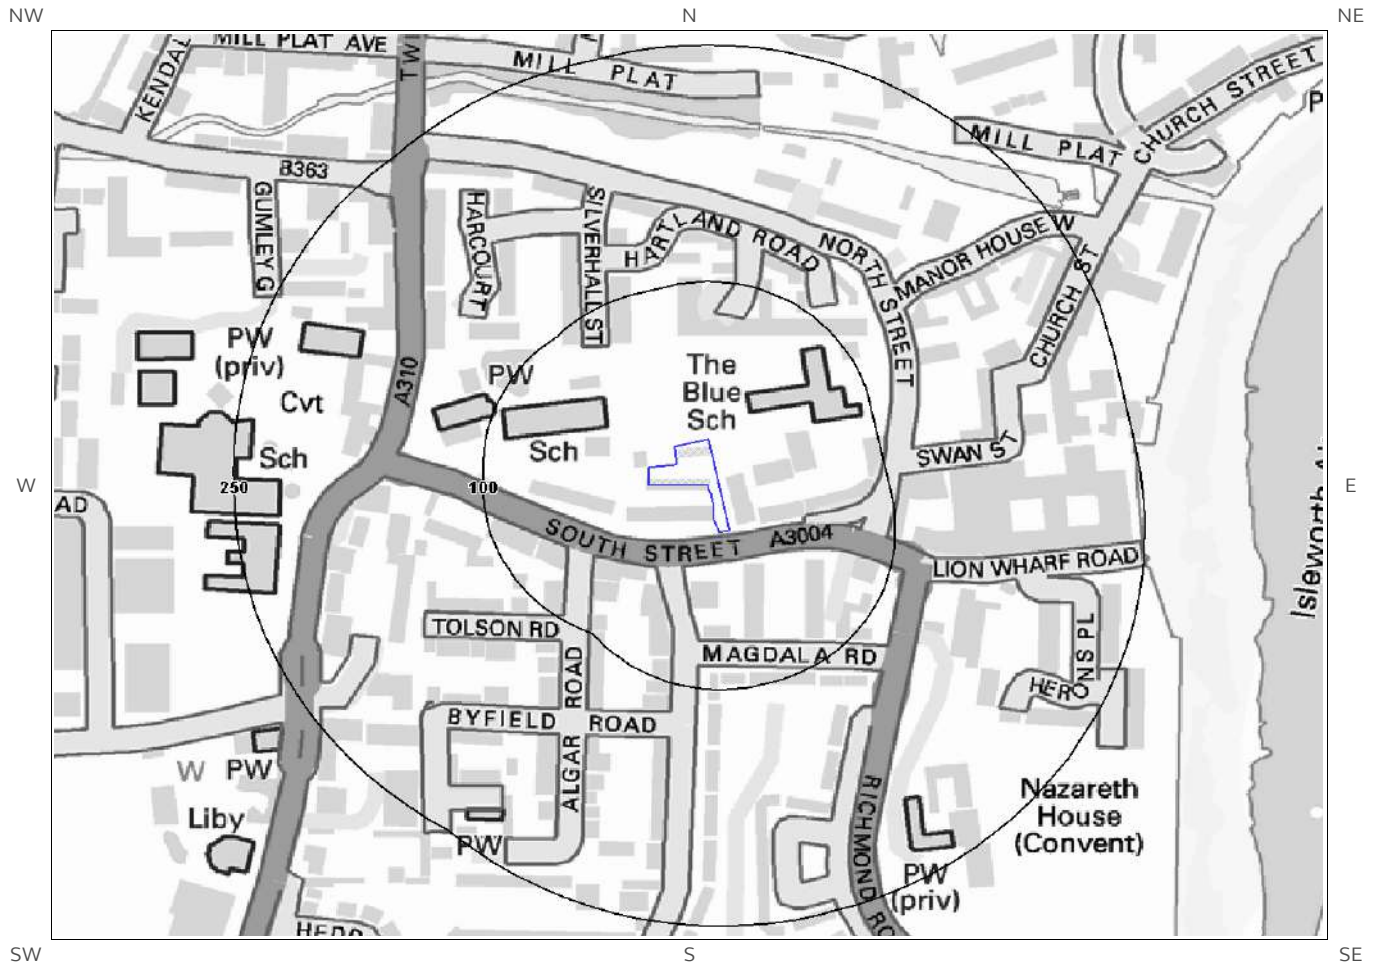 NW
N
NE
MILL PLAT AVE
TWI
KENDAL
MILL PLAT
CHURCH STREET
P
MILL PLAT
B363
GUMLEY G
HARCOURT
SILVERHALL ST
HARTLAND ROAD
NORTH STREET
MANOR HOUSE W
CHURCH ST
PW
(priv)
Cvt
A310
PW
The
Blue
Sch
Sch
Sch
SWAN ST
W
250
100
E
AD
SOUTH STREET
A3004
LION WHARF ROAD
Isleworth Ai
TOLSON RD
MAGDALA RD
HERONS PL
BYFIELD ROAD
ALGAR ROAD
W
PW
Liby
PW
RICHMOND RO
Nazareth
House
(Convent)
PW
(priv)
SW
S
SE